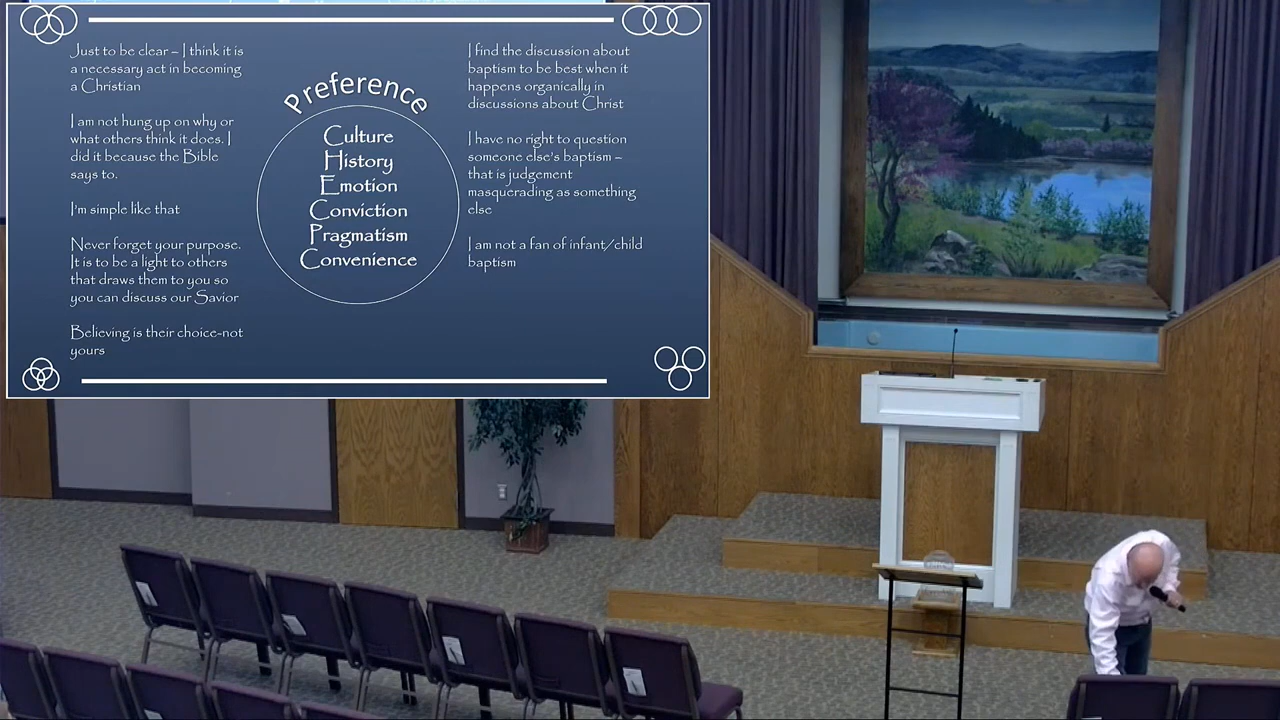 Just to be clear – I think it is
a necessary act in becoming
a Christian
I am not hung up on why or
what others think it does. I
did it because the Bible
says to.
I'm simple like that
Never forget your purpose.
It is to be a light to others
that draws them to you so
you can discuss our Savior
Believing is their choice-not
yours
Preference
Culture
History
Emotion
Conviction
Pragmatism
Convenience
I find the discussion about
baptism to be best when it
happens organically in
discussions about Christ
I have no right to question
someone else's baptism –
that is judgement
masquerading as something
else
I am not a fan of infant/child
baptism